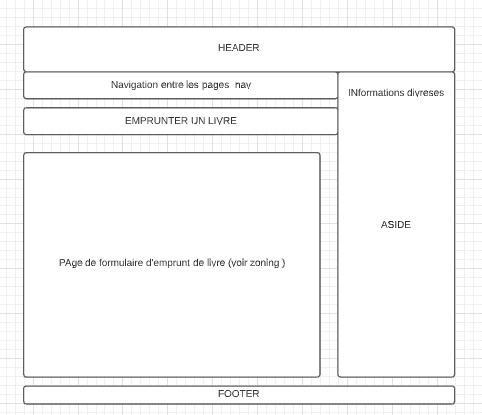 HEADER
Navigation entre les pages nav
INformations divreses
EMPRUNTER UN LIVRE
ASIDE
PAge de formulaire d'emprunt de livre (voir zoning )
FOOTER